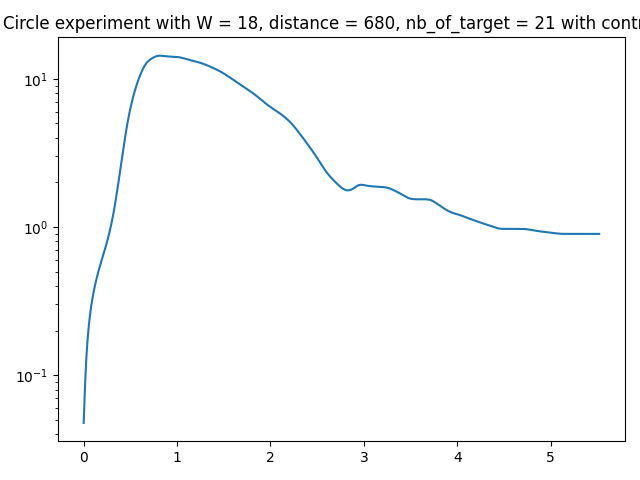 Circle experiment with W = 18, distance = 680, nb_of_target = 21 with
10¹
10⁰
10⁻¹
0 1 2 3 4 5